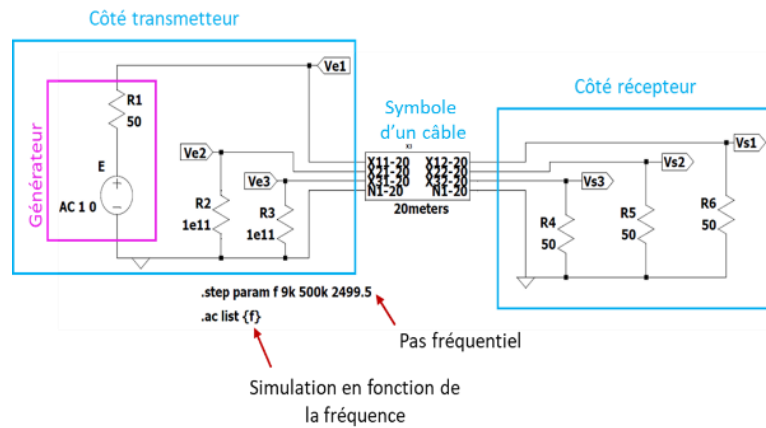 Côté transmetteur
Générateur
R1
50
E
AC 1 0
Ve1
Ve2
Ve3
R2
1e11
R3
1e11
Symbole
d'un câble
X11-20 X12-20
X21-20 X22-20
X31-20 X32-20
N1-20 N1-20
20meters
Côté récepteur
Vs1
Vs2
Vs3
R4
50
R5
50
R6
50
.step param f 9k 500k 2499.5
.ac list {f}
Pas fréquentiel
Simulation en fonction de
la fréquence